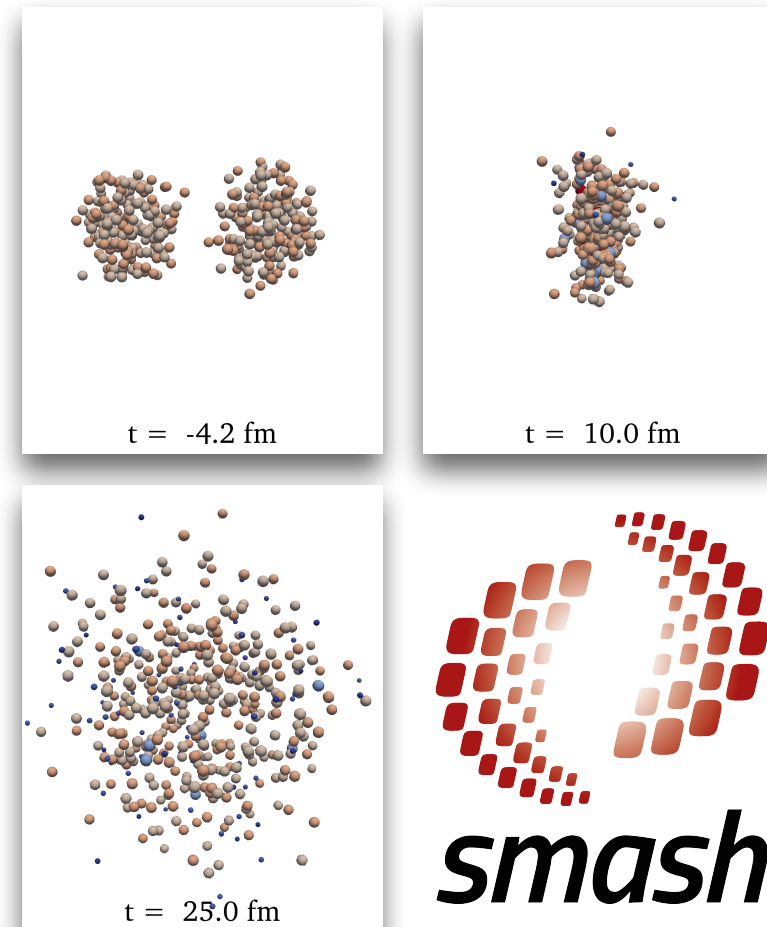 t = -4.2 fm
t = 10.0 fm
t = 25.0 fm
smash